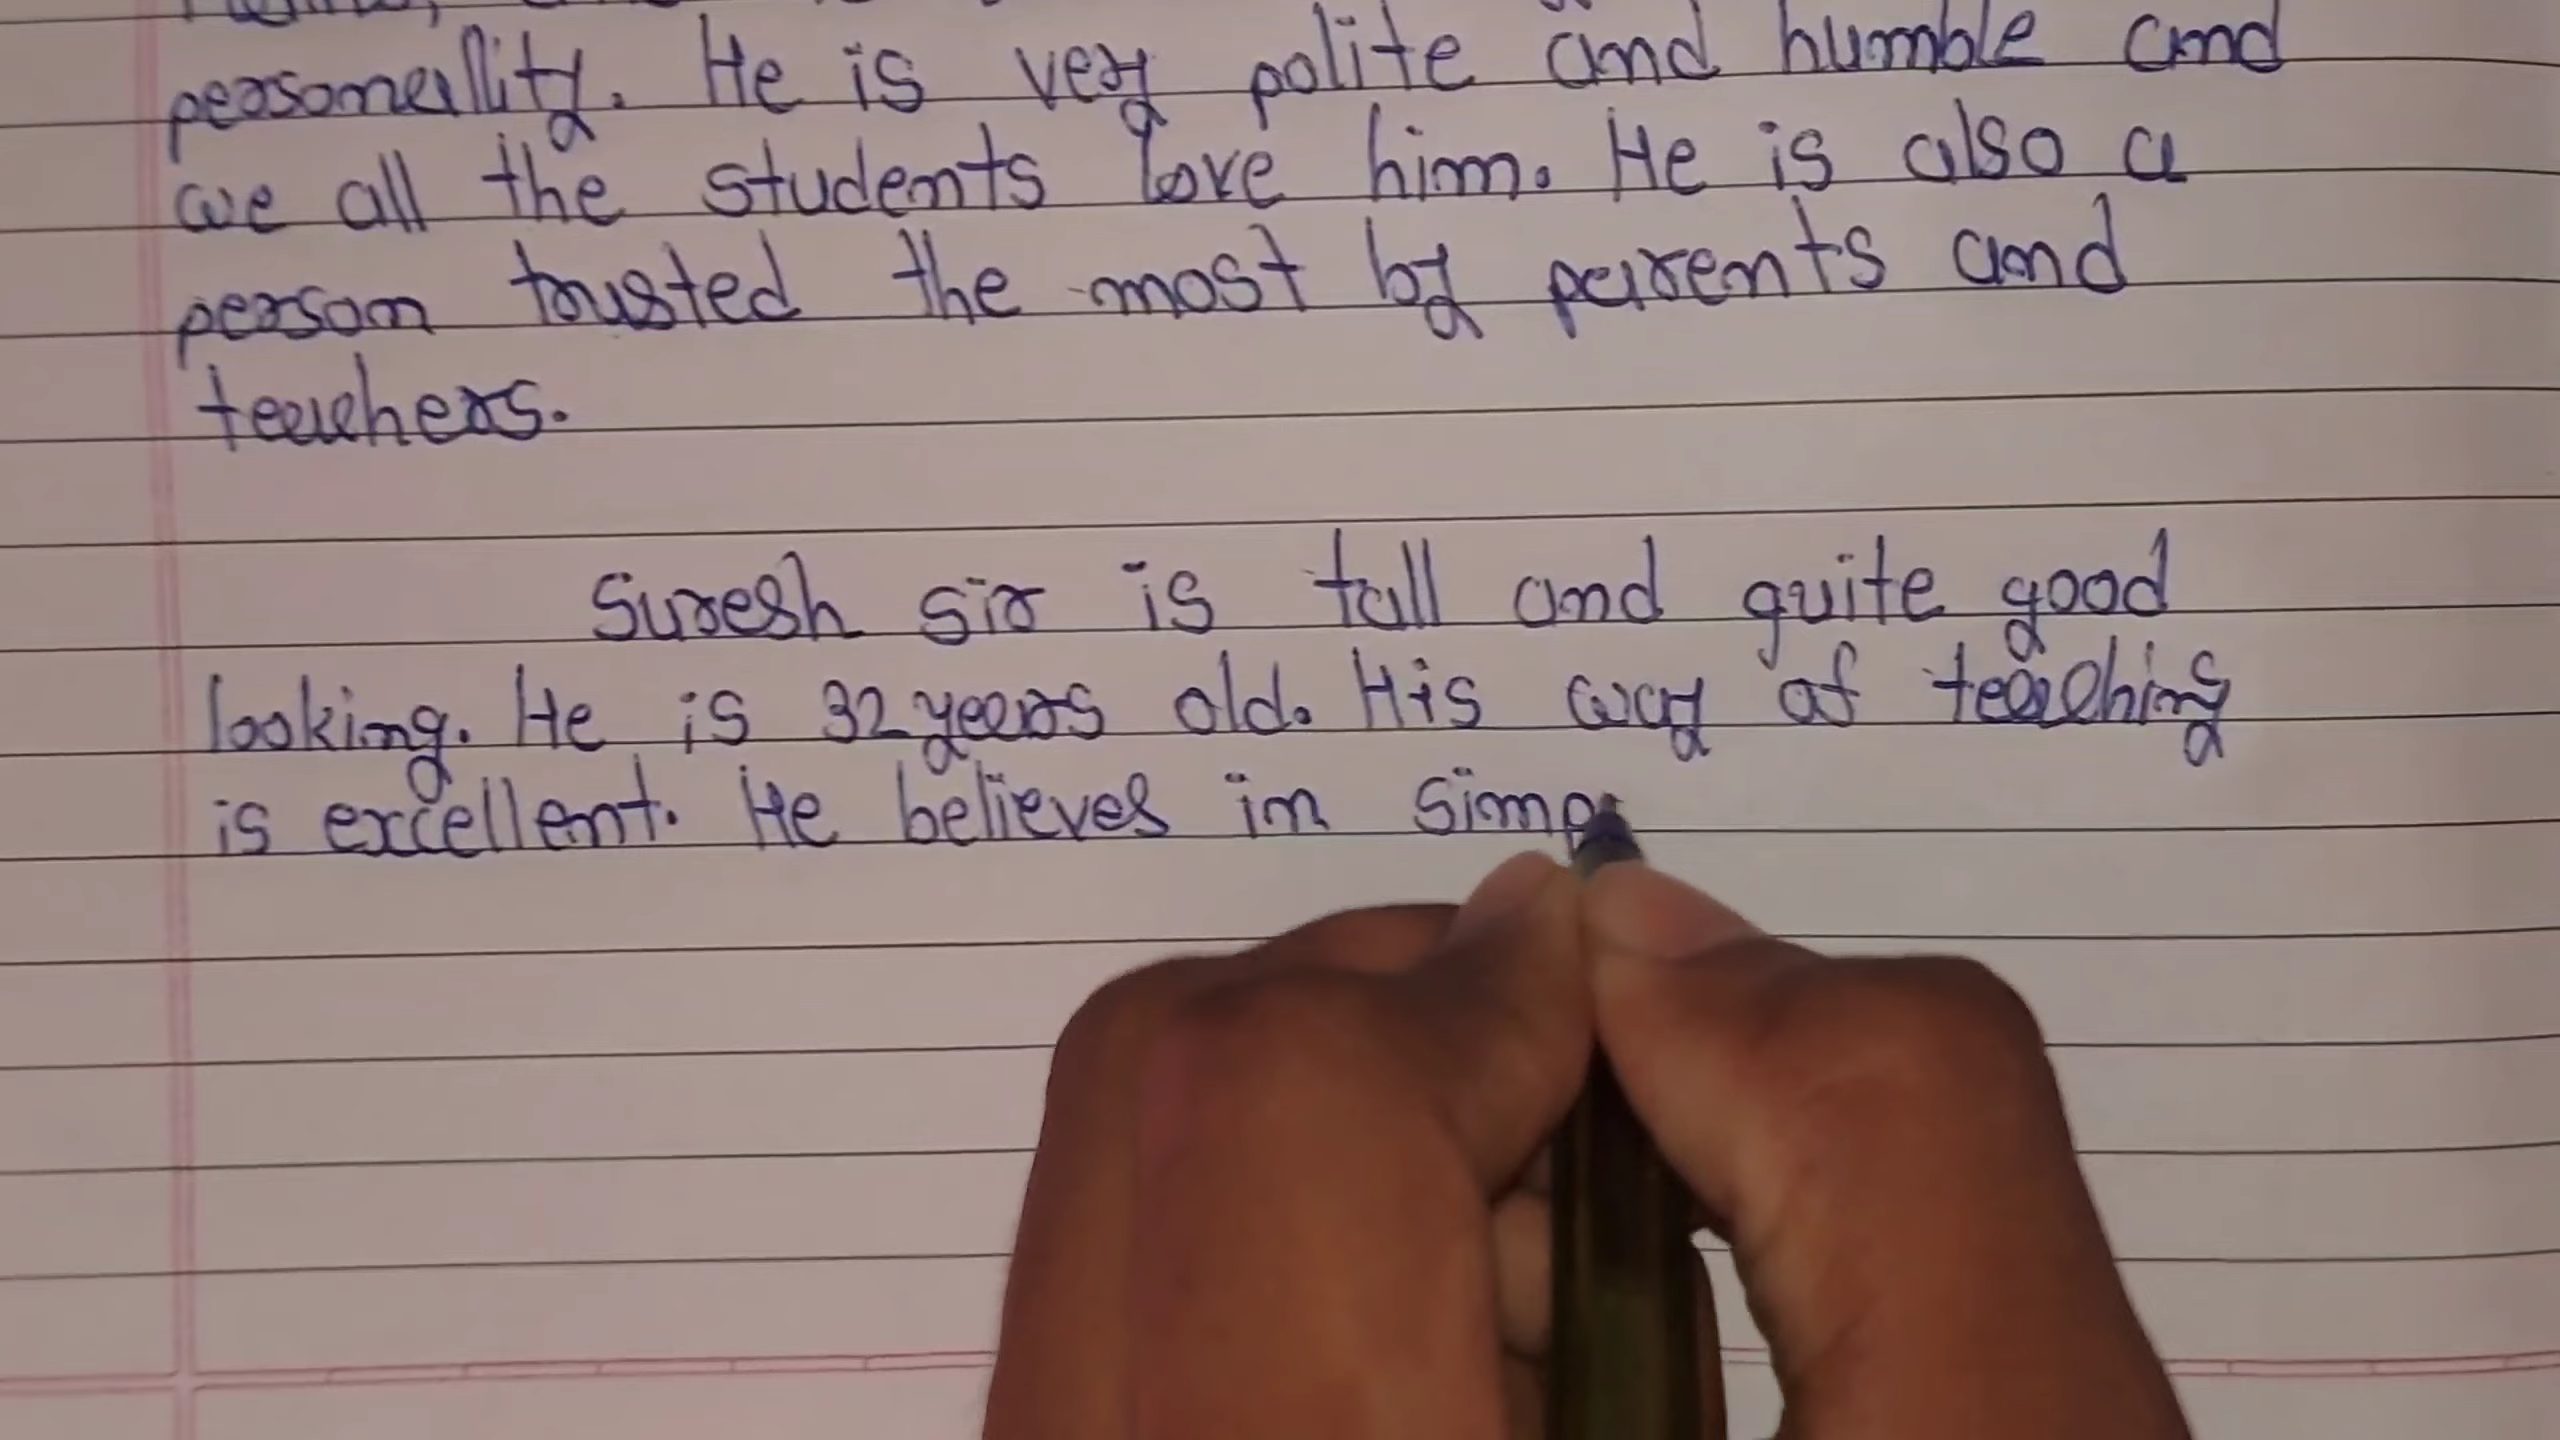 personallity. He is very polite and humble and
we all the students love him. He is also a
person trusted the most by parents and
teachers.
Suresh sir is tall and quite good
looking. He is 32 years old. His way of teaching
is excellent. He believes in simp